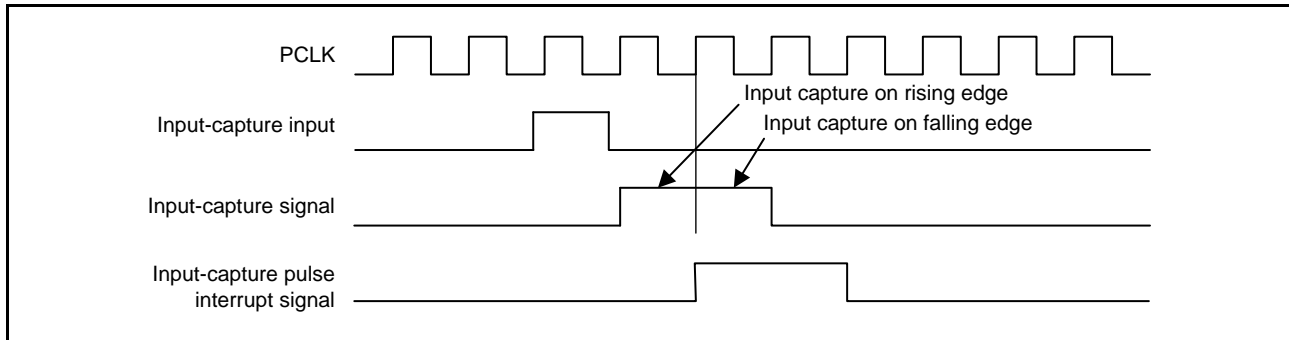 PCLK
Input capture on rising edge
Input-capture input
Input capture on falling edge
Input-capture signal
Input-capture pulse
interrupt signal